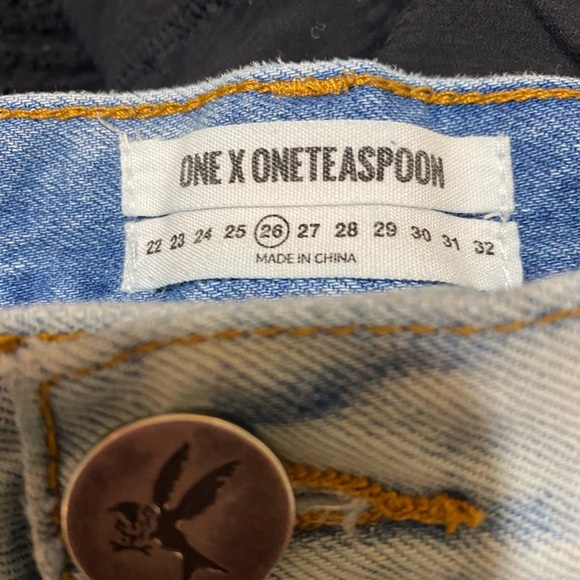 ONE X ONETEASPOON
22 23 24 25 26 27 28 29 30 31 32
MADE IN CHINA